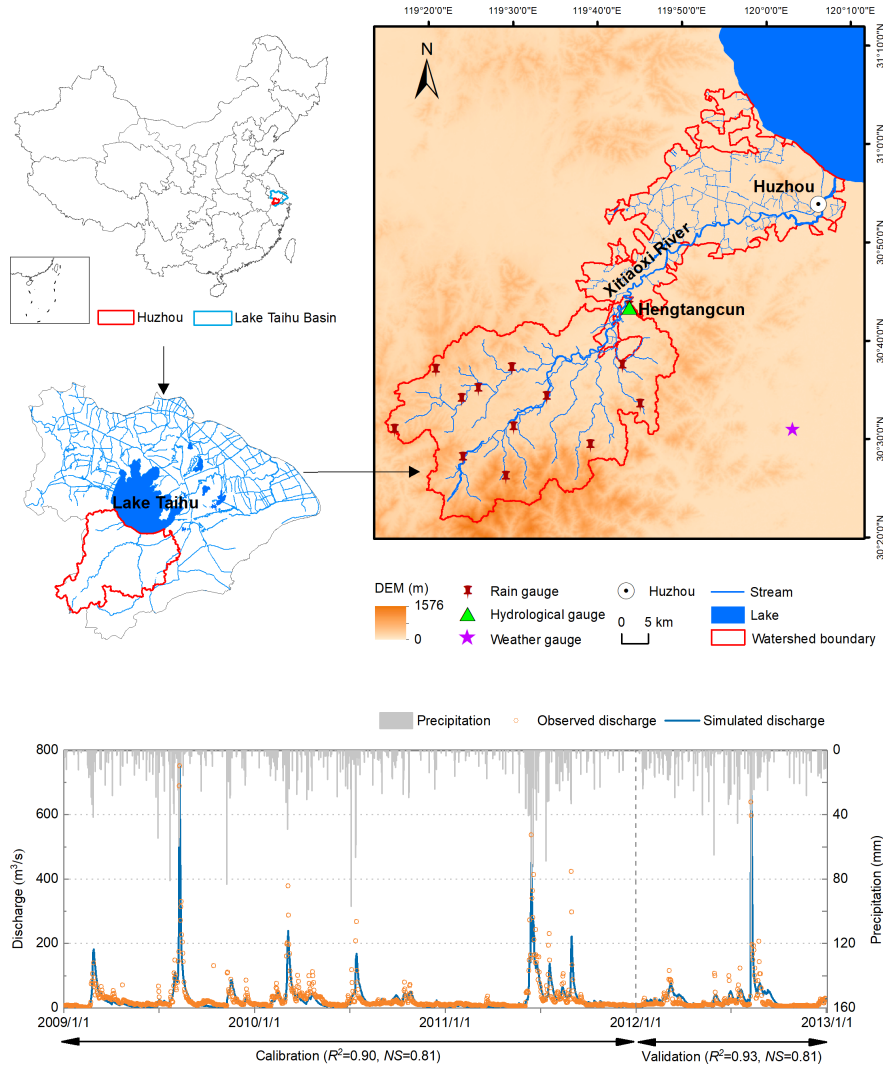 119°20'0"E 119°30'0"E 119°40'0"E 119°50'0"E 120°0'0"E 120°10'0"E
31°10'0"N
31°0'0"N
30°50'0"N
30°40'0"N
30°30'0"N
30°20'0"N
N
Huzhou
Xitiaoxi River
Hengtangcun
Huzhou Lake Taihu Basin
Lake Taihu
DEM (m)
1576
0
Rain gauge
Hydrological gauge
Weather gauge
Huzhou
0 5 km
Stream
Lake
Watershed boundary
Precipitation Observed discharge Simulated discharge
Discharge (m³/s)
800
600
400
200
0
Precipitation (mm)
0
40
80
120
160
2009/1/1 2010/1/1 2011/1/1 2012/1/1 2013/1/1
Calibration (R²=0.90, NS=0.81) Validation (R²=0.93, NS=0.81)